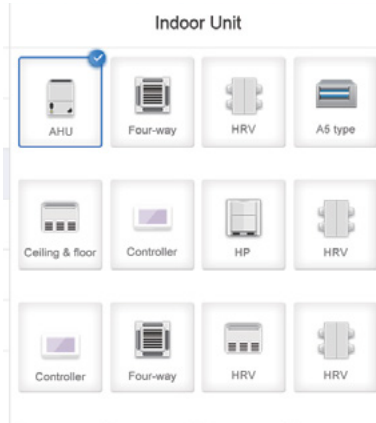 Indoor Unit
AHU Four-way HRV A5 type
Ceiling & floor Controller HP HRV
Controller Four-way HRV HRV